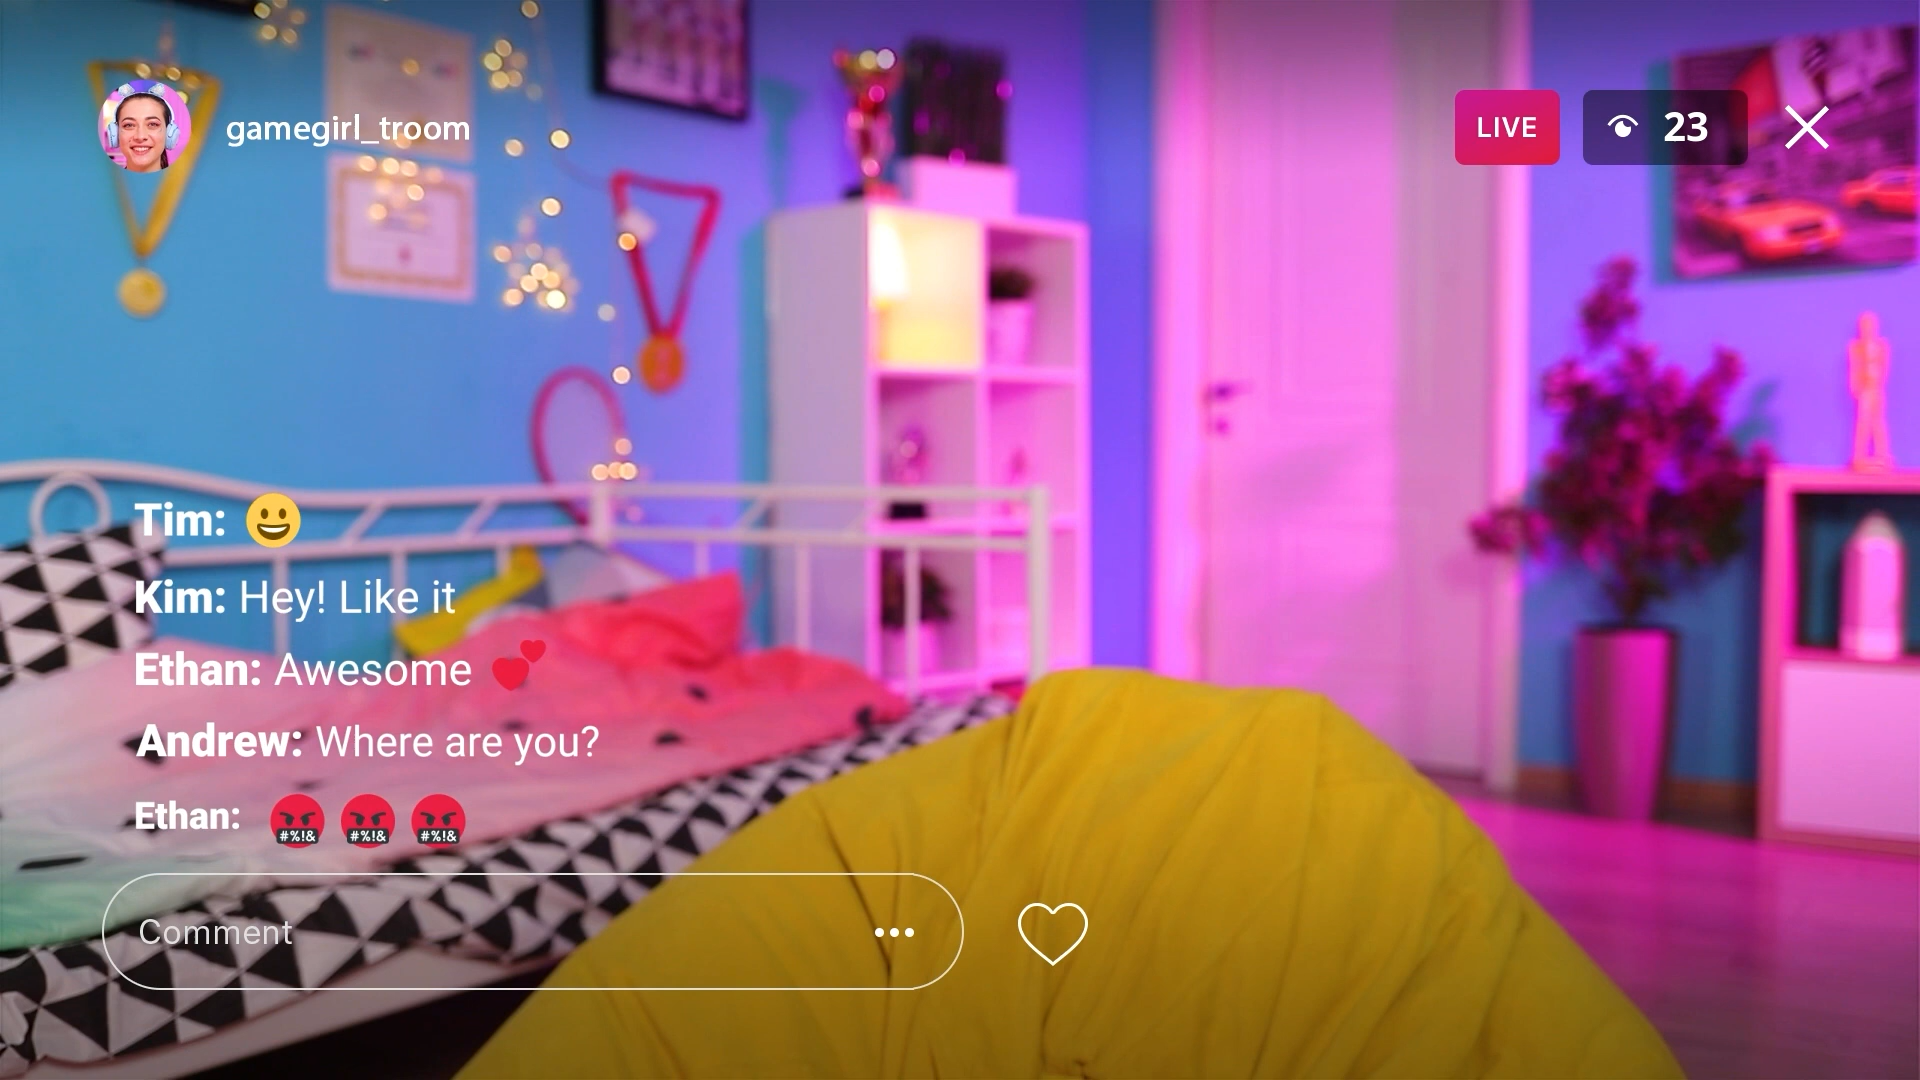 gamegirl_troom
LIVE
23
Tim: 😀
Kim: Hey! Like it
Ethan: Awesome 💕
Andrew: Where are you?
Ethan: 🤬 🤬 🤬
Comment